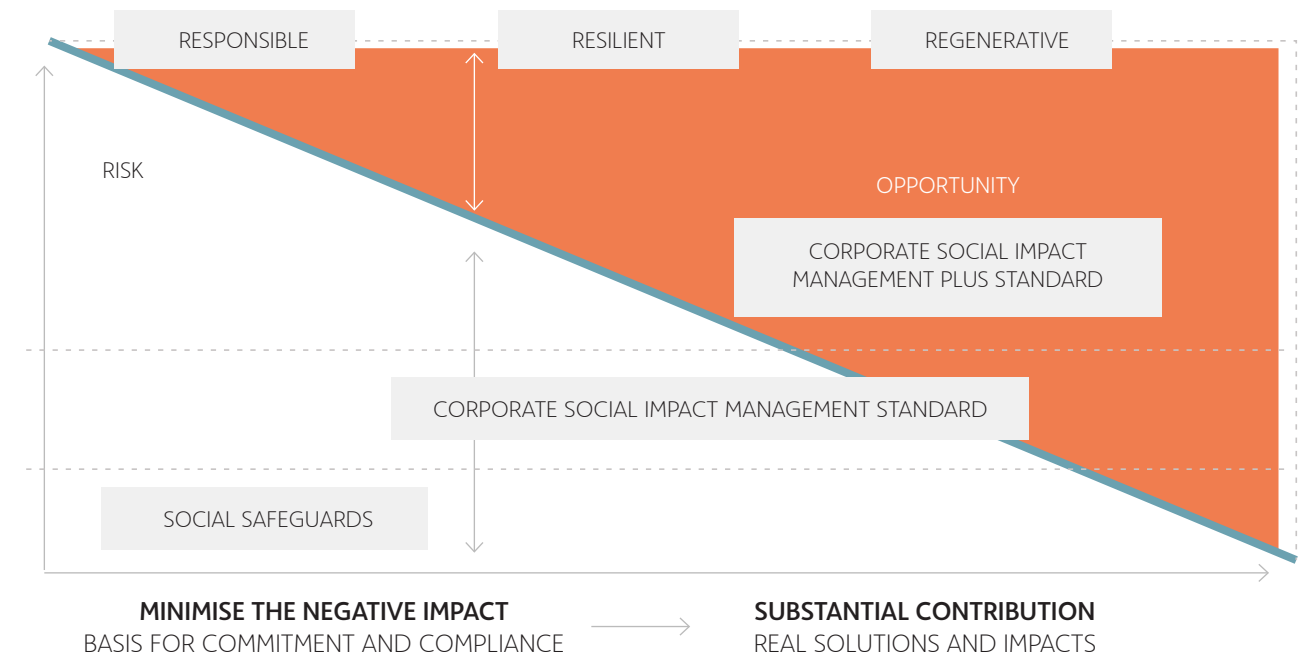 RESPONSIBLE
RESILIENT
REGENERATIVE
RISK
OPPORTUNITY
CORPORATE SOCIAL IMPACT
MANAGEMENT PLUS STANDARD
CORPORATE SOCIAL IMPACT MANAGEMENT STANDARD
SOCIAL SAFEGUARDS
MINIMISE THE NEGATIVE IMPACT
BASIS FOR COMMITMENT AND COMPLIANCE
SUBSTANTIAL CONTRIBUTION
REAL SOLUTIONS AND IMPACTS